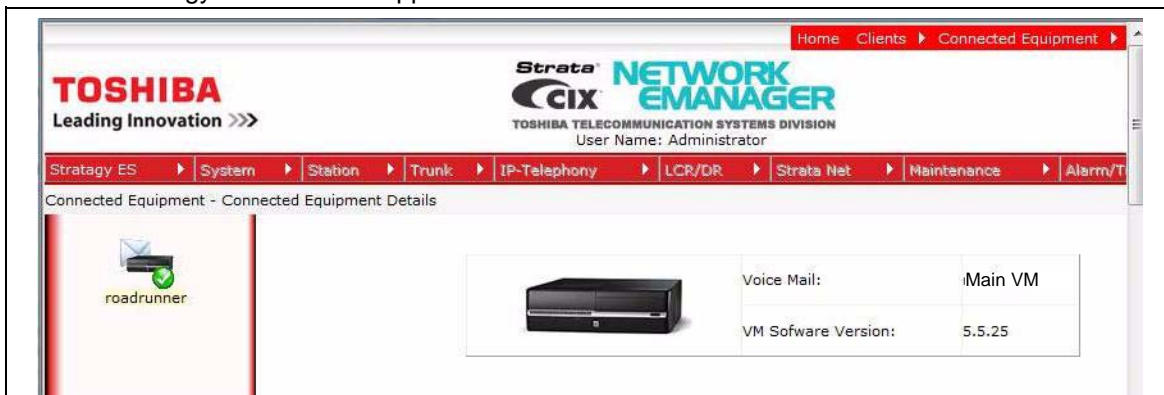 Home Clients Connected Equipment
TOSHIBA
Leading Innovation >>>
Strata CIX NETWORK EMANAGER
TOSHIBA TELECOMMUNICATION SYSTEMS DIVISION
User Name: Administrator
Stratagy ES System Station Trunk IP-Telephony LCR/DR Strata Net Maintenance
Connected Equipment - Connected Equipment Details
roadrunner
Voice Mail: Main VM
VM Sofware Version: 5.5.25